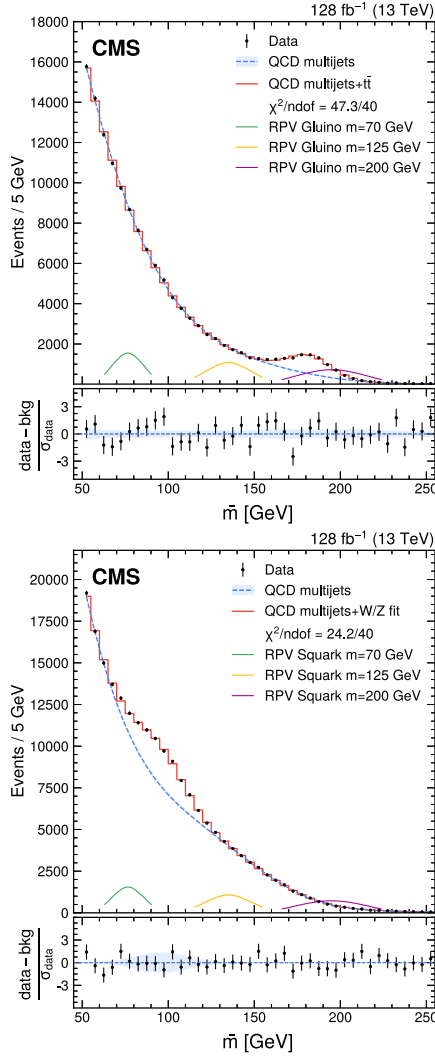 128 fb⁻¹ (13 TeV)
CMS
Data
QCD multijets
QCD multijets+tt̄
χ²/ndof = 47.3/40
RPV Gluino m=70 GeV
RPV Gluino m=125 GeV
RPV Gluino m=200 GeV
Events / 5 GeV
18000
16000
14000
12000
10000
8000
6000
4000
2000
data − bkg
σdata
3
0
-3
50 100 150 200 250
m̄ [GeV]
128 fb⁻¹ (13 TeV)
CMS
Data
QCD multijets
QCD multijets+W/Z fit
χ²/ndof = 24.2/40
RPV Squark m=70 GeV
RPV Squark m=125 GeV
RPV Squark m=200 GeV
Events / 5 GeV
20000
17500
15000
12500
10000
7500
5000
2500
0
data − bkg
σdata
3
0
-3
50 100 150 200 250
m̄ [GeV]